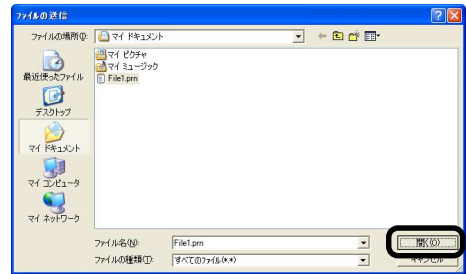 ファイルの送信
ファイルの場所(I):
マイ ドキュメント
マイ ピクチャ
マイ ミュージック
File1.prn
最近使ったファイル
デスクトップ
マイ ドキュメント
マイ コンピュータ
マイ ネットワーク
ファイル名(N):
File1.prn
開く(O)
ファイルの種類(T):
すべてのファイル(*.*)
キャンセル